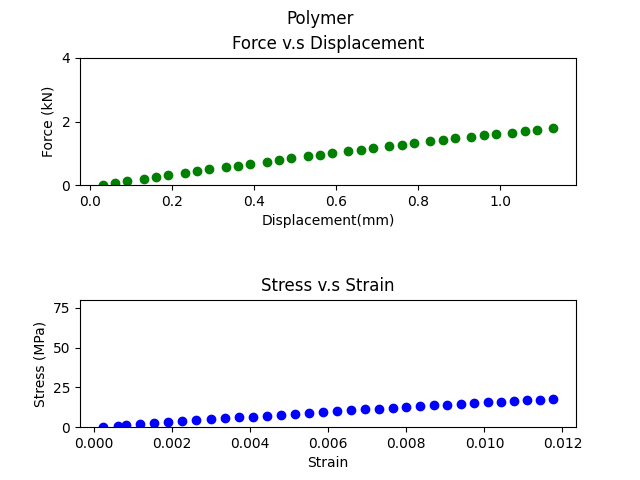 Polymer
Force v.s Displacement
4
2
0
Force (kN)
0.0 0.2 0.4 0.6 0.8 1.0
Displacement(mm)
Stress v.s Strain
75
50
25
0
Stress (MPa)
0.000 0.002 0.004 0.006 0.008 0.010 0.012
Strain